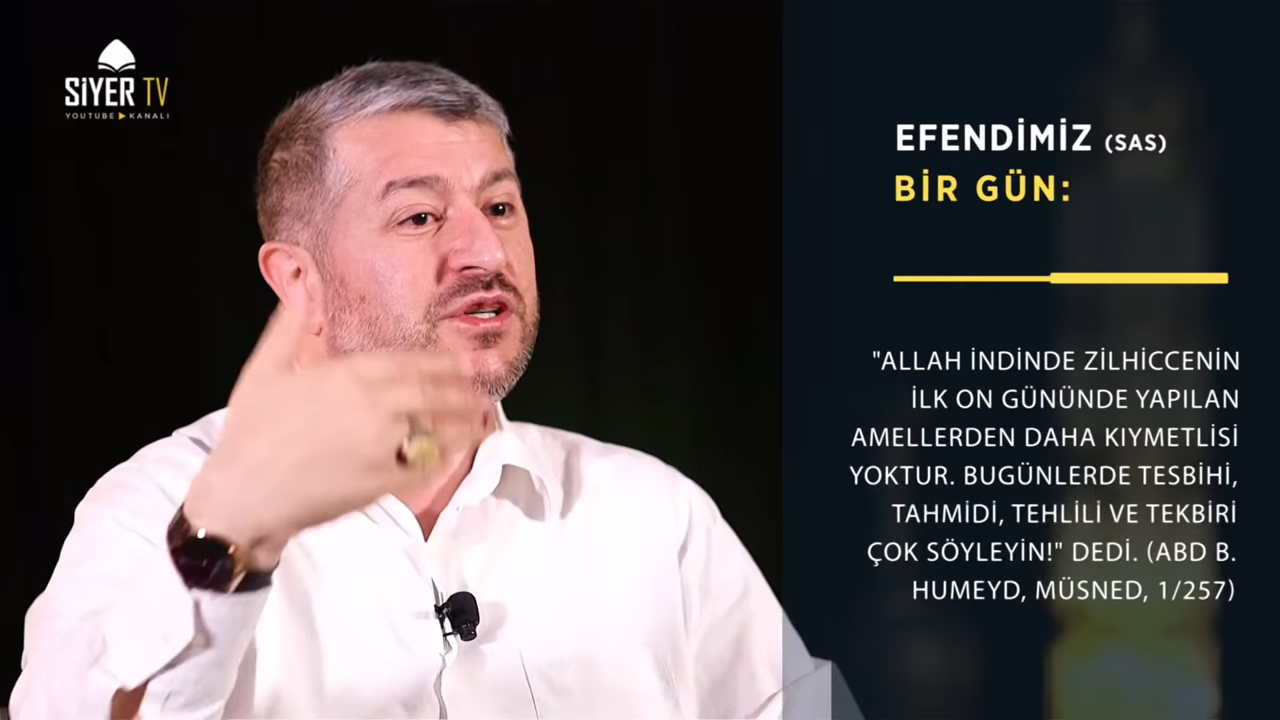 SİYER TV
YOUTUBE KANALI
EFENDİMİZ (SAS)
BİR GÜN:
"ALLAH İNDİNDE ZİLHİCCENİN
İLK ON GÜNÜNDE YAPILAN
AMELLERDEN DAHA KIYMETLİSİ
YOKTUR. BUGÜNLERDE TESBİHİ,
TAHMİDİ, TEHLİLİ VE TEKBİRİ
ÇOK SÖYLEYİN!" DEDİ. (ABD B.
HUMEYD, MÜSNED, 1/257)